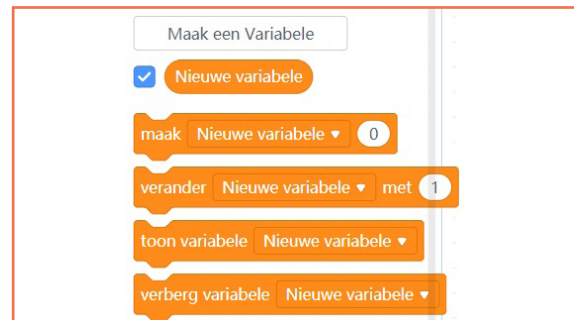 Maak een Variabele
Nieuwe variabele
maak Nieuwe variabele 0
verander Nieuwe variabele met 1
toon variabele Nieuwe variabele
verberg variabele Nieuwe variabele